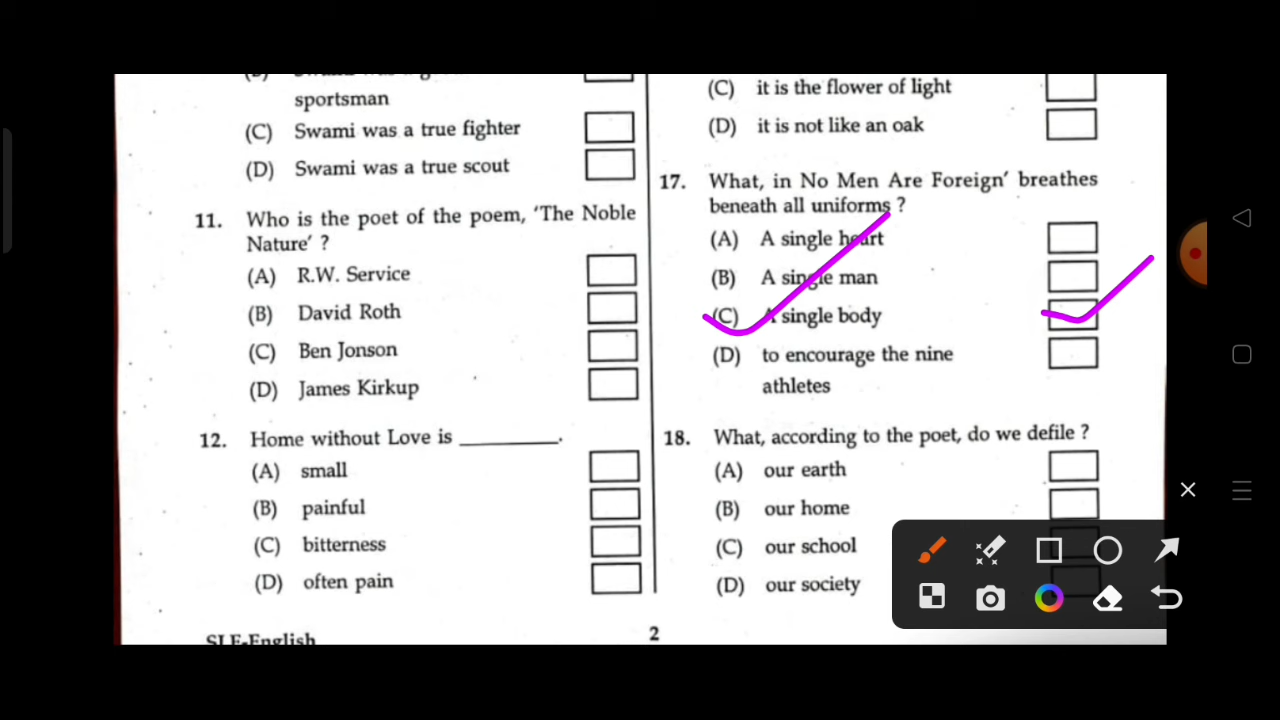 sportsman
(C) Swami was a true fighter
(D) Swami was a true scout
11. Who is the poet of the poem, 'The Noble
Nature' ?
(A) R.W. Service
(B) David Roth
(C) Ben Jonson
(D) James Kirkup
12. Home without Love is ________.
(A) small
(B) painful
(C) bitterness
(D) often pain
SLE-English
2
(C) it is the flower of light
(D) it is not like an oak
17. What, in No Men Are Foreign' breathes
beneath all uniforms ?
(A) A single heart
(B) A single man
(C) A single body
(D) to encourage the nine
athletes
18. What, according to the poet, do we defile ?
(A) our earth
(B) our home
(C) our school
(D) our society